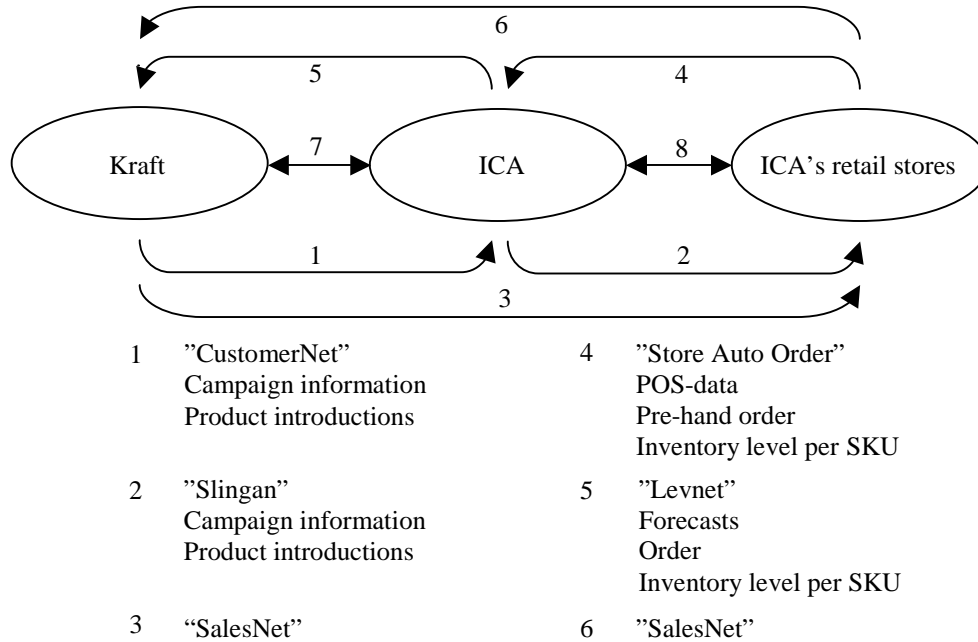 6
5
4
Kraft
7
ICA
8
ICA’s retail stores
1
2
3
1 ”CustomerNet”
Campaign information
Product introductions
4 ”Store Auto Order”
POS-data
Pre-hand order
Inventory level per SKU
2 ”Slingan”
Campaign information
Product introductions
5 ”Levnet”
Forecasts
Order
Inventory level per SKU
3 “SalesNet”
6 “SalesNet”